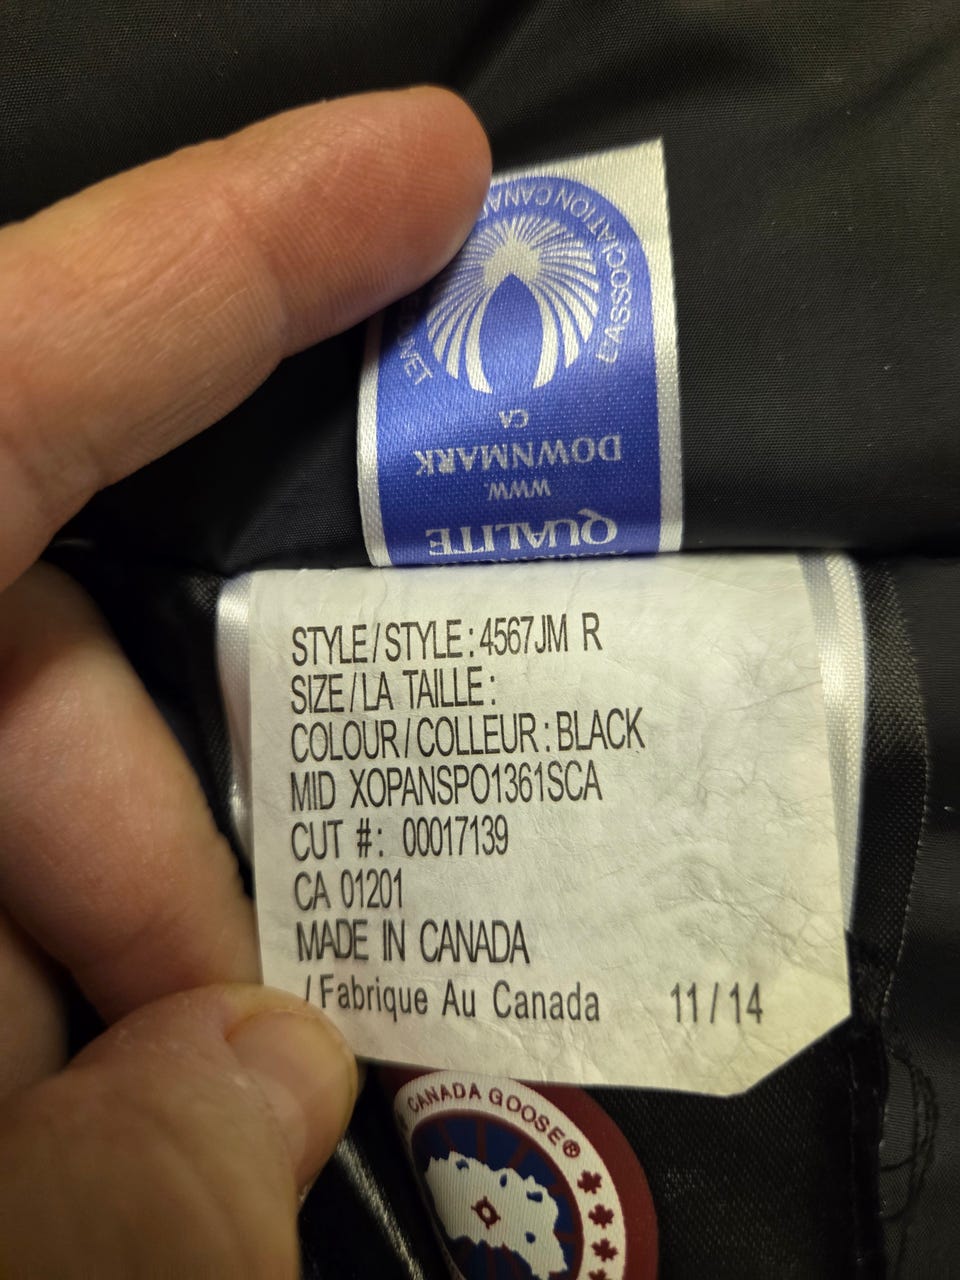 L'ASSOCIATION
CA
DOWNMARK
WWW.
QUALITE
STYLE/STYLE: 4567JM R
SIZE/LA TAILLE:
COLOUR/COLLEUR: BLACK
MID XOPANSPO1361SCA
CUT #: 00017139
CA 01201
MADE IN CANADA
/Fabrique Au Canada 11/14
CANADA GOOSE®